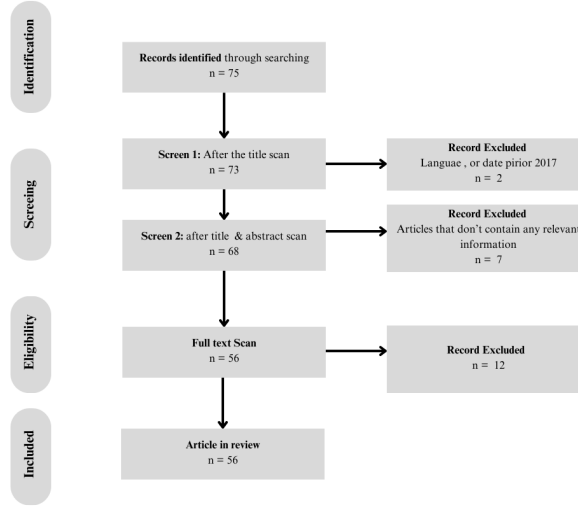 Identification
Records identified through searching
n = 75
Screeing
Screen 1: After the title scan
n = 73
Record Excluded
Languae , or date pirior 2017
n = 2
Screen 2: after title & abstract scan
n = 68
Record Excluded
Articles that don't contain any relevant
information
n = 7
Eligibility
Full text Scan
n = 56
Record Excluded
n = 12
Included
Article in review
n = 56